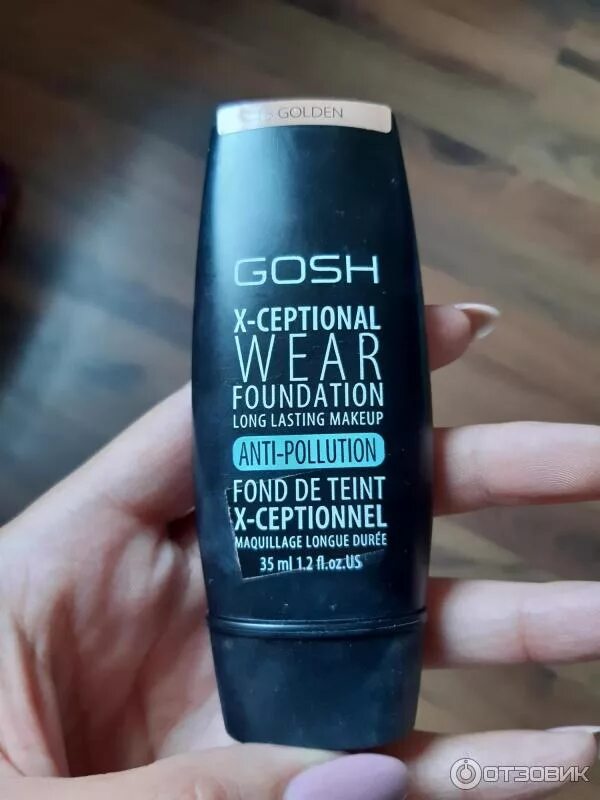 GOLDEN
GOSH
X-CEPTIONAL
WEAR
FOUNDATION
LONG LASTING MAKEUP
ANTI-POLLUTION
FOND DE TEINT
X-CEPTIONNEL
MAQUILLAGE LONGUE DURÉE
35 ml 1.2 fl.oz.US
ОТЗОВИК